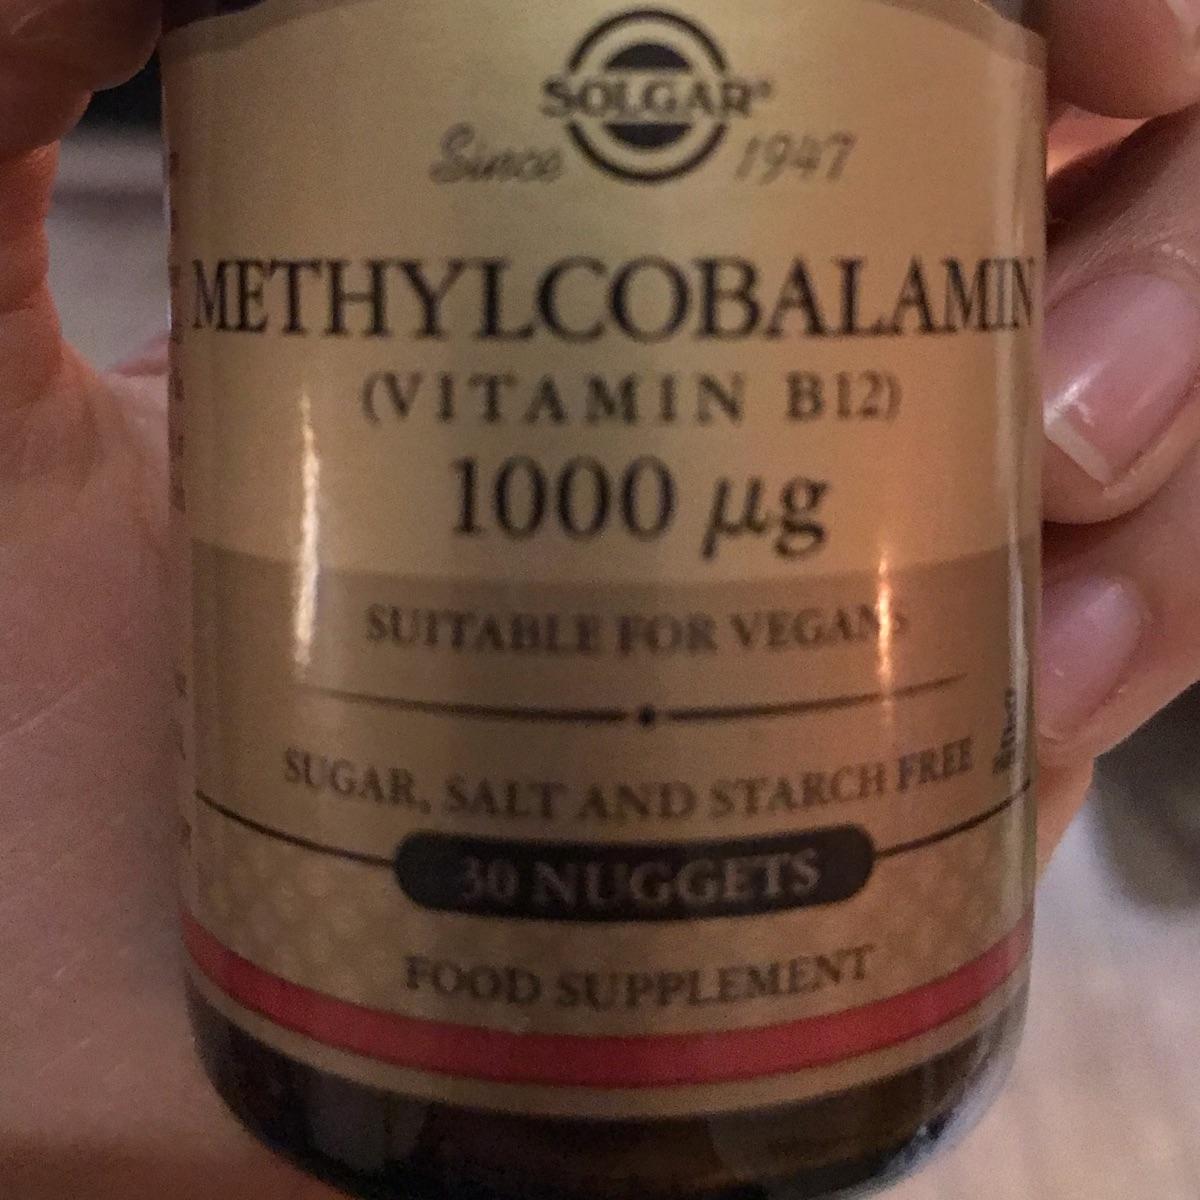 SOLGAR®
Since 1947
METHYLCOBALAMIN
(VITAMIN B12)
1000 µg
SUITABLE FOR VEGANS
SUGAR, SALT AND STARCH FREE
30 NUGGETS
FOOD SUPPLEMENT